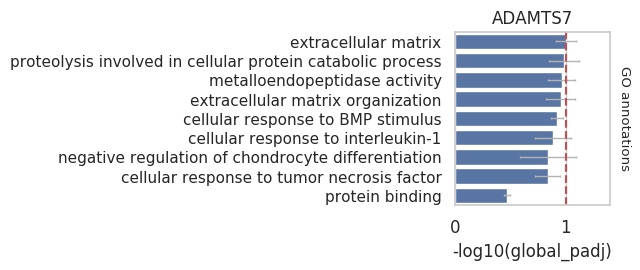 ADAMTS7
extracellular matrix
proteolysis involved in cellular protein catabolic process
metalloendopeptidase activity
extracellular matrix organization
cellular response to BMP stimulus
cellular response to interleukin-1
negative regulation of chondrocyte differentiation
cellular response to tumor necrosis factor
protein binding
GO annotations
0 1
-log10(global_padj)